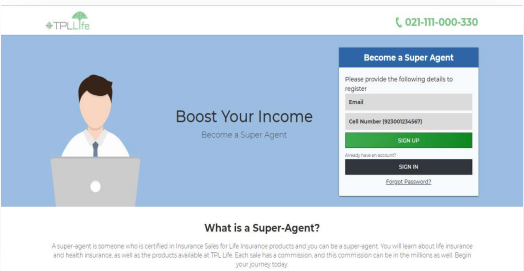 TPLLife
021-111-000-330
Boost Your Income
Become a Super Agent
Become a Super Agent
Please provide the following details to
register
Email
Cell Number (923001234567)
SIGN UP
Already have an account?
SIGN IN
Forgot Password?
What is a Super-Agent?
A super-agent is someone who is certified in Insurance Sales for Life Insurance products and you can be a super-agent. You will learn about life insurance
and health insurance, as well as the products available at TPL Life. Each sale has a commission, and this commission can be in the millions as well. Begin
your journey today.